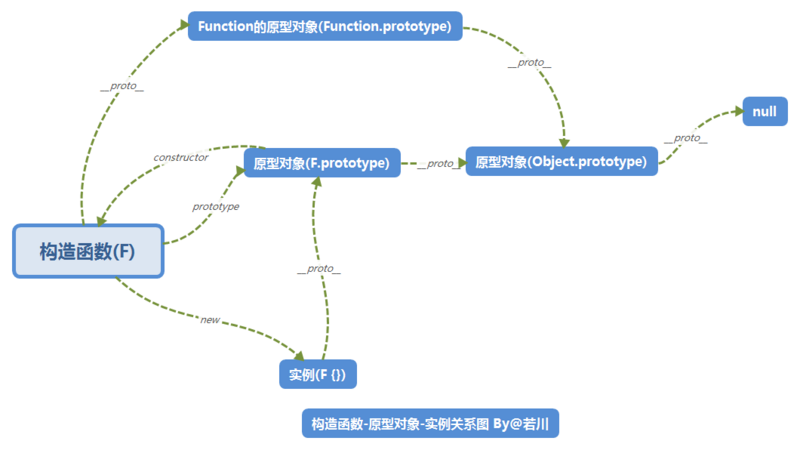 Function的原型对象(Function.prototype)
__proto__
__proto__
null
__proto__
constructor
原型对象(F.prototype)
__proto__
原型对象(Object.prototype)
prototype
构造函数(F)
__proto__
new
实例(F {})
构造函数-原型对象-实例关系图 By@若川